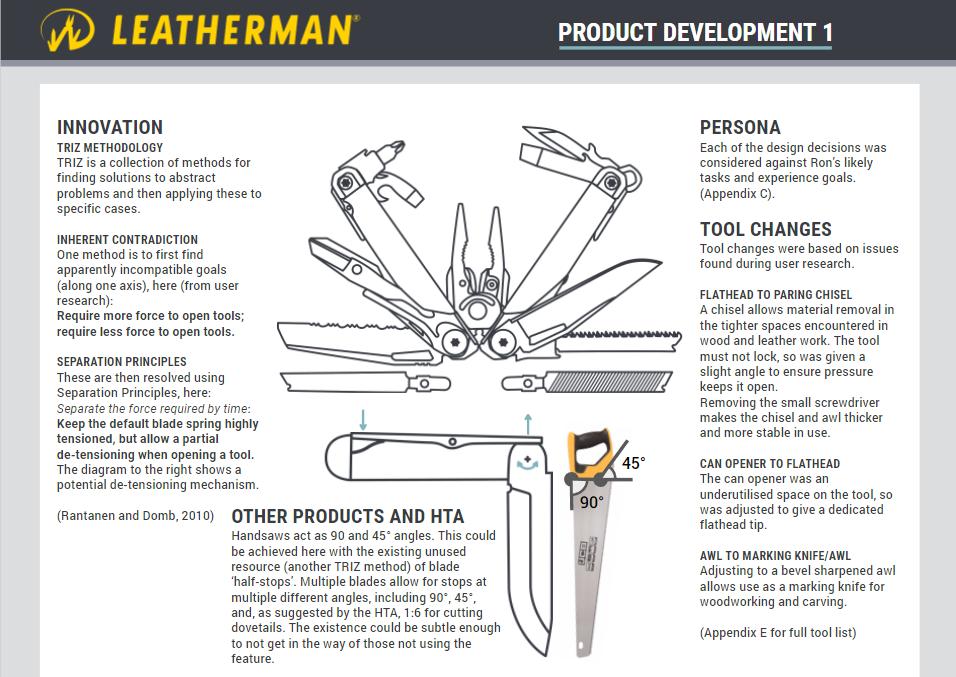 LEATHERMAN®
PRODUCT DEVELOPMENT 1
INNOVATION
TRIZ METHODOLOGY
TRIZ is a collection of methods for
finding solutions to abstract
problems and then applying these to
specific cases.
INHERENT CONTRADICTION
One method is to first find
apparently incompatible goals
(along one axis), here (from user
research):
Require more force to open tools;
require less force to open tools.
SEPARATION PRINCIPLES
These are then resolved using
Separation Principles, here:
Separate the force required by time:
Keep the default blade spring highly
tensioned, but allow a partial
de-tensioning when opening a tool.
The diagram to the right shows a
potential de-tensioning mechanism.
(Rantanen and Domb, 2010)
OTHER PRODUCTS AND HTA
Handsaws act as 90 and 45° angles. This could
be achieved here with the existing unused
resource (another TRIZ method) of blade
‘half-stops’. Multiple blades allow for stops at
multiple different angles, including 90°, 45°,
and, as suggested by the HTA, 1:6 for cutting
dovetails. The existence could be subtle enough
to not get in the way of those not using the
feature.
45°
90°
PERSONA
Each of the design decisions was
considered against Ron’s likely
tasks and experience goals.
(Appendix C).
TOOL CHANGES
Tool changes were based on issues
found during user research.
FLATHEAD TO PARING CHISEL
A chisel allows material removal in
the tighter spaces encountered in
wood and leather work. The tool
must not lock, so was given a
slight angle to ensure pressure
keeps it open.
Removing the small screwdriver
makes the chisel and awl thicker
and more stable in use.
CAN OPENER TO FLATHEAD
The can opener was an
underutilised space on the tool, so
was adjusted to give a dedicated
flathead tip.
AWL TO MARKING KNIFE/AWL
Adjusting to a bevel sharpened awl
allows use as a marking knife for
woodworking and carving.
(Appendix E for full tool list)